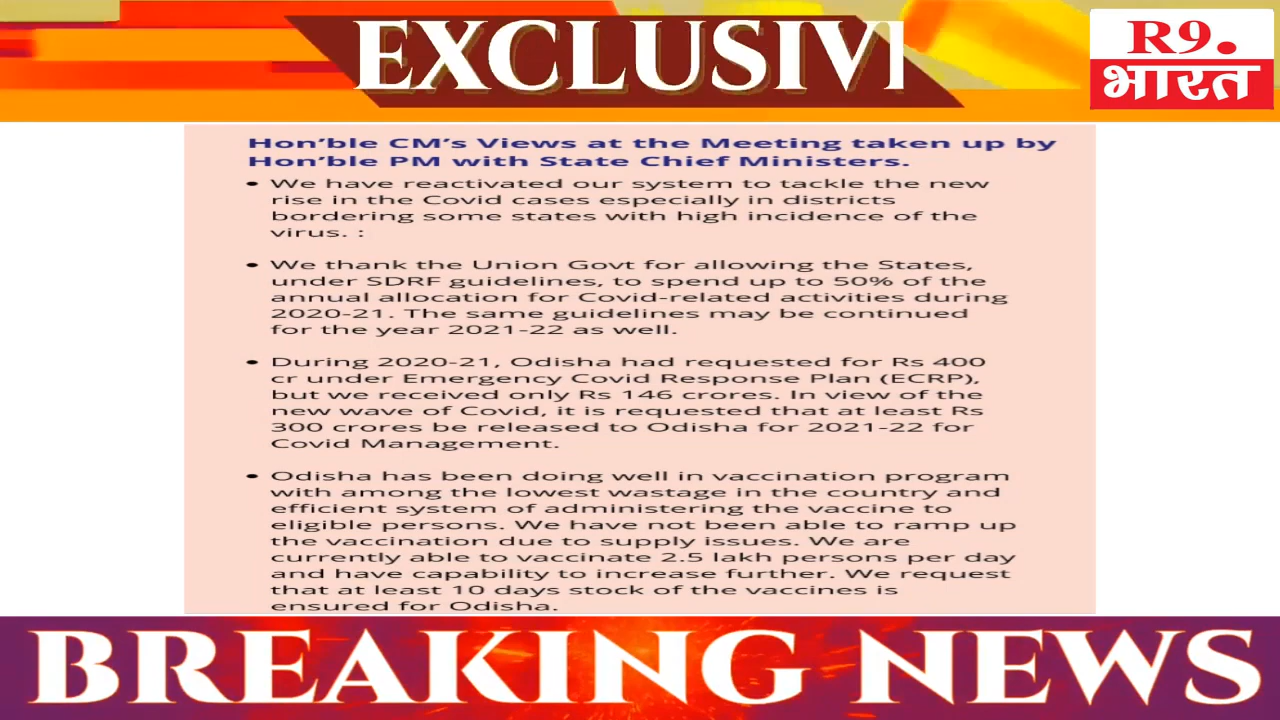 EXCLUSIV
R9.
भारत
Hon'ble CM's Views at the Meeting taken up by
Hon'ble PM with State Chief Ministers.
• We have reactivated our system to tackle the new
rise in the Covid cases especially in districts
bordering some states with high incidence of the
virus. :
• We thank the Union Govt for allowing the States,
under SDRF guidelines, to spend up to 50% of the
annual allocation for Covid-related activities during
2020-21. The same guidelines may be continued
for the year 2021-22 as well.
• During 2020-21, Odisha had requested for Rs 400
cr under Emergency Covid Response Plan (ECRP),
but we received only Rs 146 crores. In view of the
new wave of Covid, it is requested that at least Rs
300 crores be released to Odisha for 2021-22 for
Covid Management.
• Odisha has been doing well in vaccination program
with among the lowest wastage in the country and
efficient system of administering the vaccine to
eligible persons. We have not been able to ramp up
the vaccination due to supply issues. We are
currently able to vaccinate 2.5 lakh persons per day
and have capability to increase further. We request
that at least 10 days stock of the vaccines is
ensured for Odisha.
BREAKING NEWS